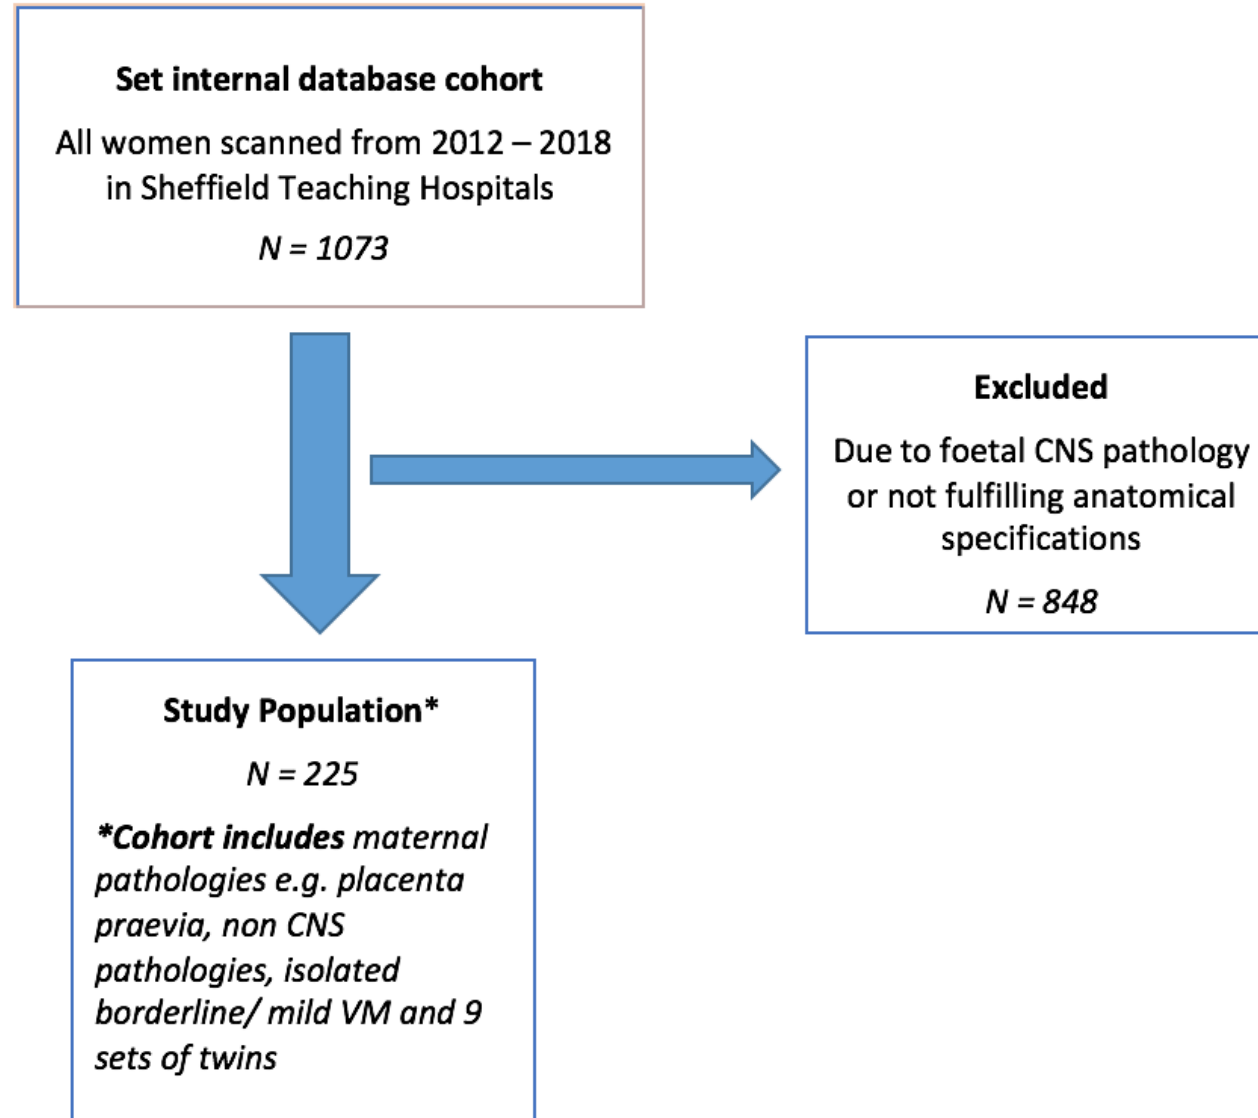 Set internal database cohort
All women scanned from 2012 – 2018
in Sheffield Teaching Hospitals
N = 1073
Excluded
Due to foetal CNS pathology
or not fulfilling anatomical
specifications
N = 848
Study Population*
N = 225
*Cohort includes maternal
pathologies e.g. placenta
praevia, non CNS
pathologies, isolated
borderline/ mild VM and 9
sets of twins